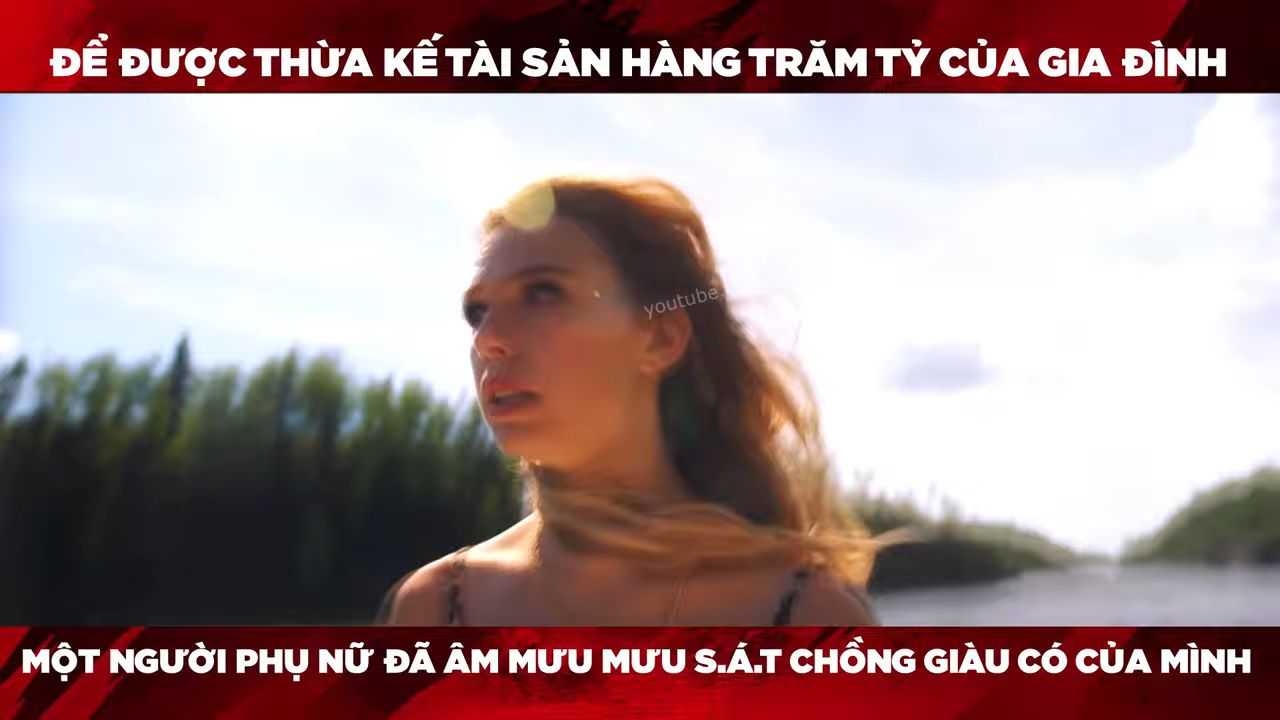 ĐỂ ĐƯỢC THỪA KẾ TÀI SẢN HÀNG TRĂM TỶ CỦA GIA ĐÌNH
youtube.
MỘT NGƯỜI PHỤ NỮ ĐÃ ÂM MƯU MƯU S.Á.T CHỒNG GIÀU CÓ CỦA MÌNH